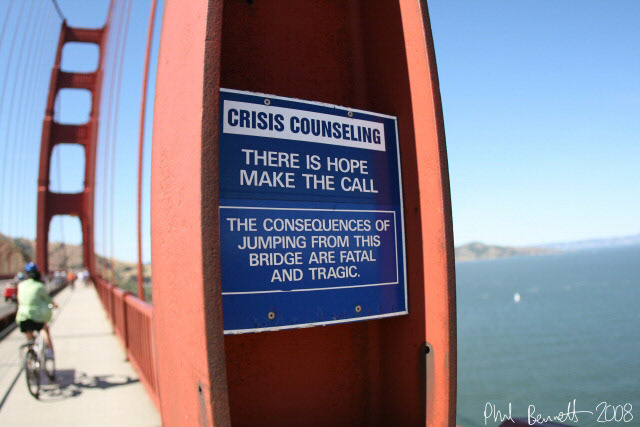 CRISIS COUNSELING
THERE IS HOPE
MAKE THE CALL
THE CONSEQUENCES OF
JUMPING FROM THIS
BRIDGE ARE FATAL
AND TRAGIC.
Phil Bennett 2008